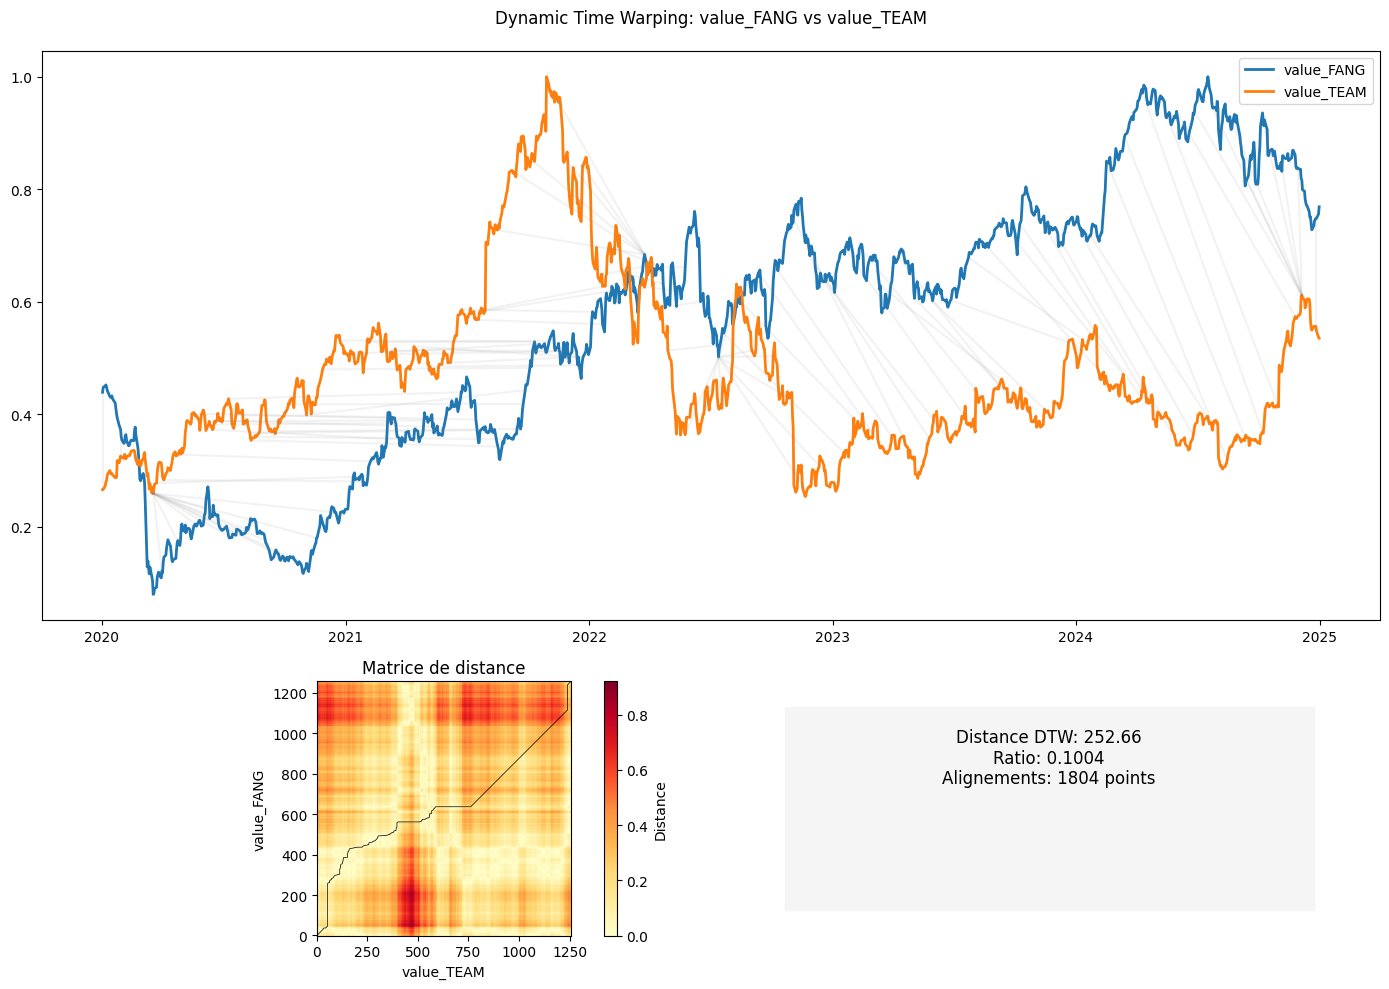 Dynamic Time Warping: value_FANG vs value_TEAM
value_FANG
value_TEAM
1.0
0.8
0.6
0.4
0.2
2020 2021 2022 2023 2024 2025
Matrice de distance
1200
1000
800
600
400
200
0
value_FANG
0 250 500 750 1000 1250
value_TEAM
0.8
0.6
0.4
0.2
0.0
Distance
Distance DTW: 252.66
Ratio: 0.1004
Alignements: 1804 points